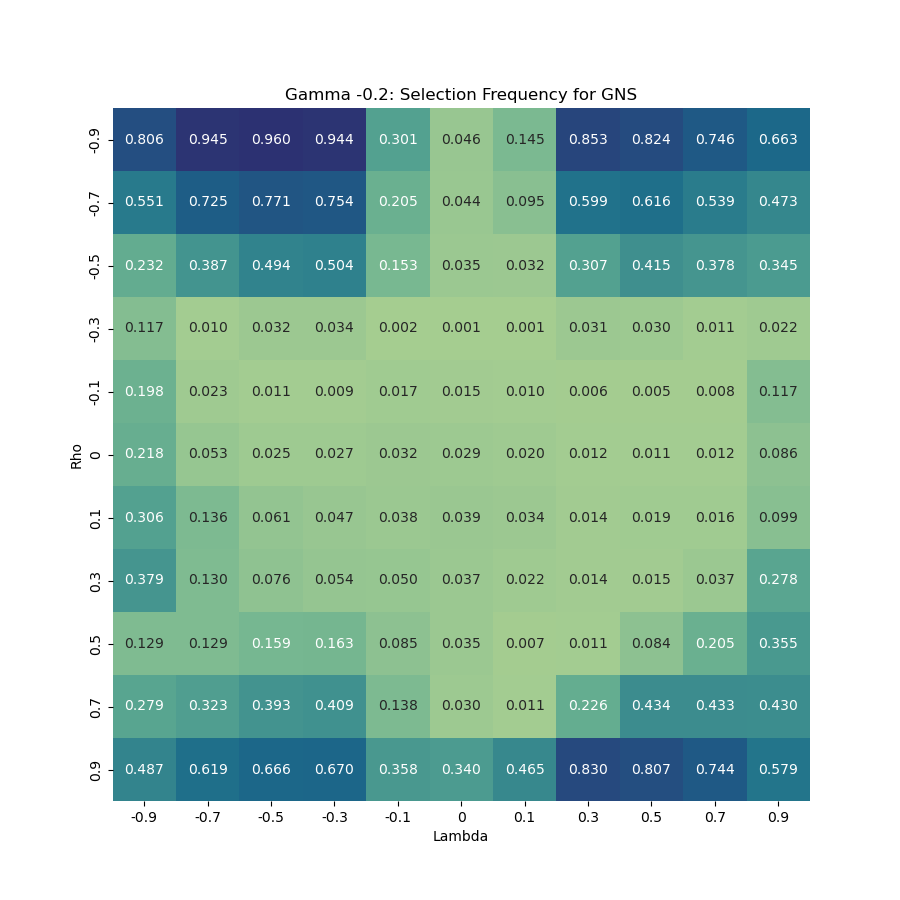 Gamma -0.2: Selection Frequency for GNS
-0.9 0.806 0.945 0.960 0.944 0.301 0.046 0.145 0.853 0.824 0.746 0.663
-0.7 0.551 0.725 0.771 0.754 0.205 0.044 0.095 0.599 0.616 0.539 0.473
-0.5 0.232 0.387 0.494 0.504 0.153 0.035 0.032 0.307 0.415 0.378 0.345
-0.3 0.117 0.010 0.032 0.034 0.002 0.001 0.001 0.031 0.030 0.011 0.022
-0.1 0.198 0.023 0.011 0.009 0.017 0.015 0.010 0.006 0.005 0.008 0.117
Rho
0 0.218 0.053 0.025 0.027 0.032 0.029 0.020 0.012 0.011 0.012 0.086
0.1 0.306 0.136 0.061 0.047 0.038 0.039 0.034 0.014 0.019 0.016 0.099
0.3 0.379 0.130 0.076 0.054 0.050 0.037 0.022 0.014 0.015 0.037 0.278
0.5 0.129 0.129 0.159 0.163 0.085 0.035 0.007 0.011 0.084 0.205 0.355
0.7 0.279 0.323 0.393 0.409 0.138 0.030 0.011 0.226 0.434 0.433 0.430
0.9 0.487 0.619 0.666 0.670 0.358 0.340 0.465 0.830 0.807 0.744 0.579
-0.9 -0.7 -0.5 -0.3 -0.1 0 0.1 0.3 0.5 0.7 0.9
Lambda